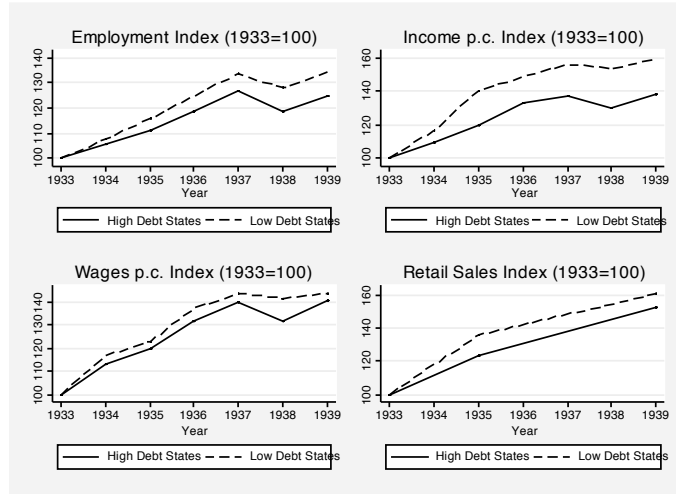 Employment Index (1933=100)
100 110 120 130 140
1933 1934 1935 1936 1937 1938 1939
Year
High Debt States Low Debt States
Income p.c. Index (1933=100)
100 120 140 160
1933 1934 1935 1936 1937 1938 1939
Year
High Debt States Low Debt States
Wages p.c. Index (1933=100)
100 110 120 130 140
1933 1934 1935 1936 1937 1938 1939
Year
High Debt States Low Debt States
Retail Sales Index (1933=100)
100 120 140 160
1933 1934 1935 1936 1937 1938 1939
Year
High Debt States Low Debt States